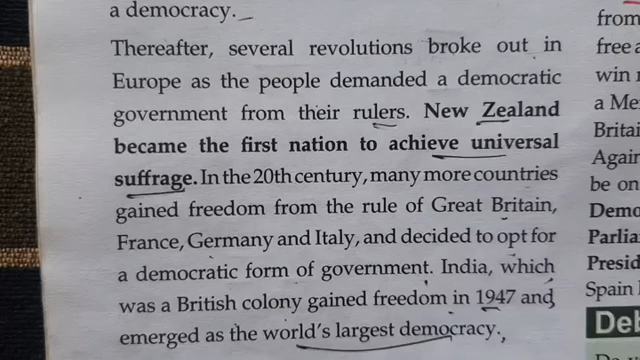 a democracy.
Thereafter, several revolutions broke out in
Europe as the people demanded a democratic
government from their rulers. New Zealand
became the first nation to achieve universal
suffrage. In the 20th century, many more countries
gained freedom from the rule of Great Britain,
France, Germany and Italy, and decided to opt for
a democratic form of government. India, which
was a British colony gained freedom in 1947 and
emerged as the world's largest democracy.
from
free a
win
a Me
Britai
Again
be on
Demo
Parlia
Presid
Spain
Deb